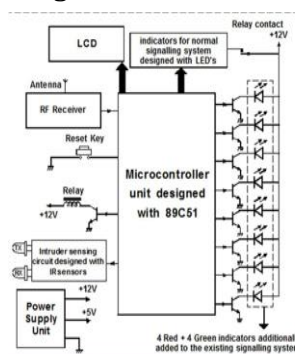 LCD
indicators for normal
signalling system
designed with LED's
Relay contact
+12V
Antenna
RF Receiver
Reset Key
Microcontroller
unit designed
with 89C51
Relay
+12V
TX
RX
Intruder sensing
circuit designed with
IRsensors
Power
Supply
Unit
+12V
+5V
4 Red + 4 Green indicators additional
added to the existing signalling system